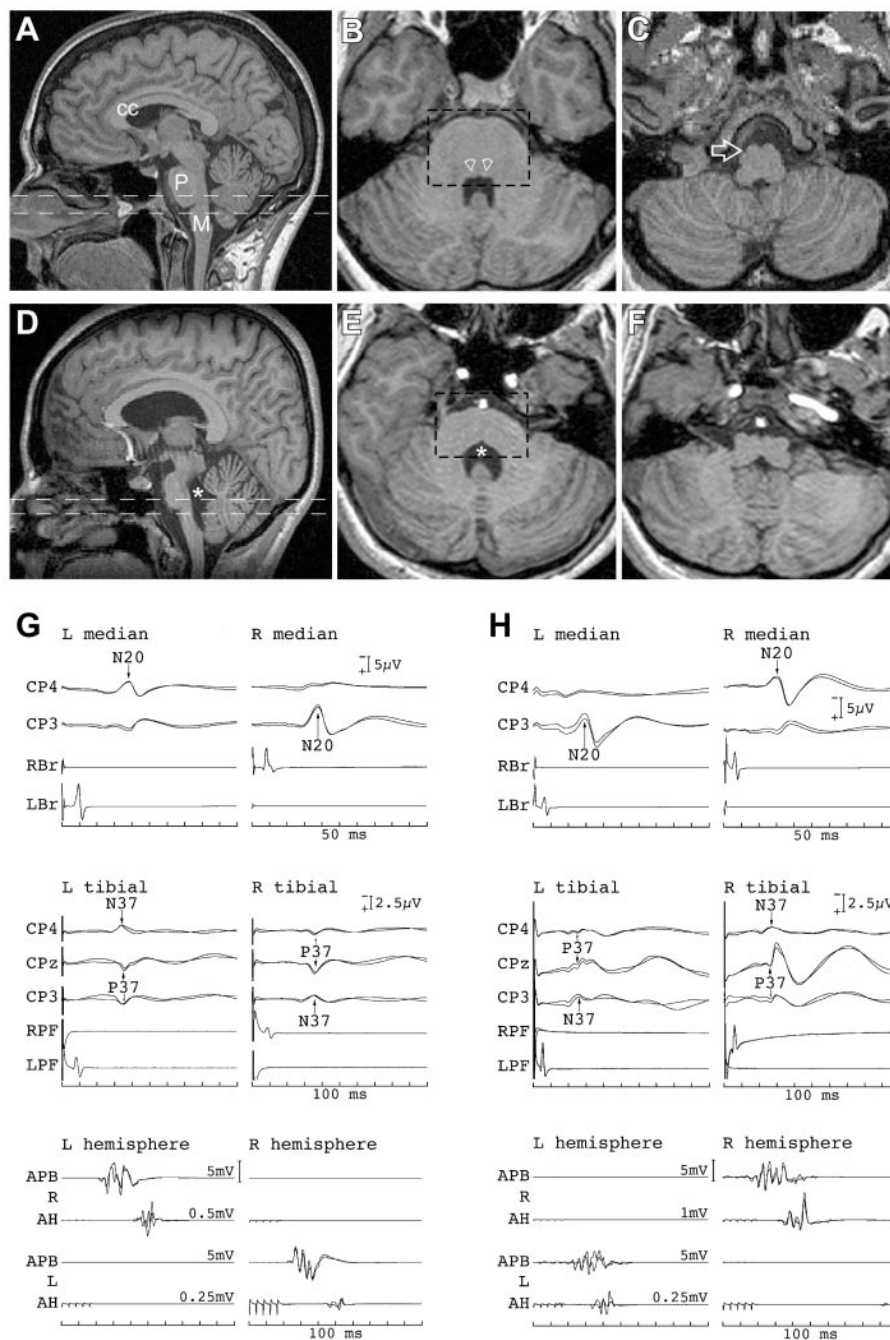 A
B
C
cc
P
M
D
E
F
*
*
G
H
L median
R median
N20
5µV
CP4
CP3
N20
RBr
LBr
50 ms
L median
R median
N20
CP4
5µV
CP3
N20
RBr
LBr
50 ms
L tibial
R tibial
N37
2.5µV
CP4
P37
CPz
P37
CP3
N37
RPF
LPF
100 ms
L tibial
R tibial
N37
2.5µV
CP4
P37
CPz
P37
CP3
N37
RPF
LPF
100 ms
L hemisphere
R hemisphere
APB 5mV
R
AH 0.5mV
APB 5mV
L
AH 0.25mV
100 ms
L hemisphere
R hemisphere
APB 5mV
R
AH 1mV
APB 5mV
L
AH 0.25mV
100 ms